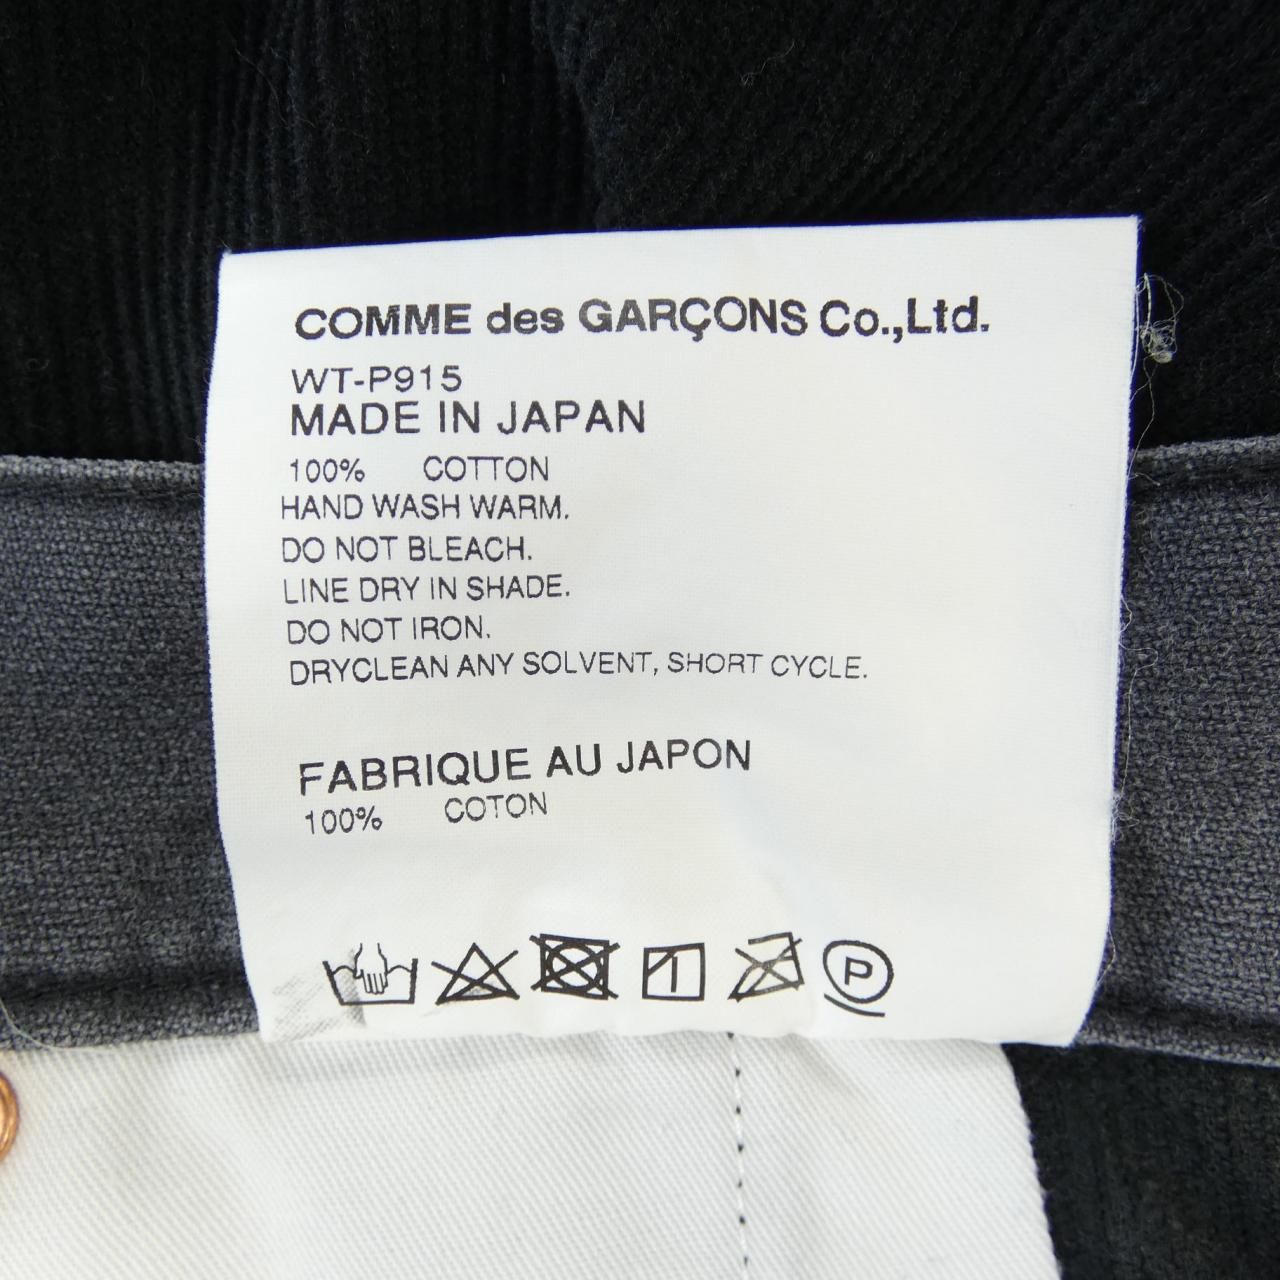 COMME des GARÇONS Co.,Ltd.
WT-P915
MADE IN JAPAN
100% COTTON
HAND WASH WARM.
DO NOT BLEACH.
LINE DRY IN SHADE.
DO NOT IRON.
DRYCLEAN ANY SOLVENT, SHORT CYCLE.
FABRIQUE AU JAPON
100% COTON
P